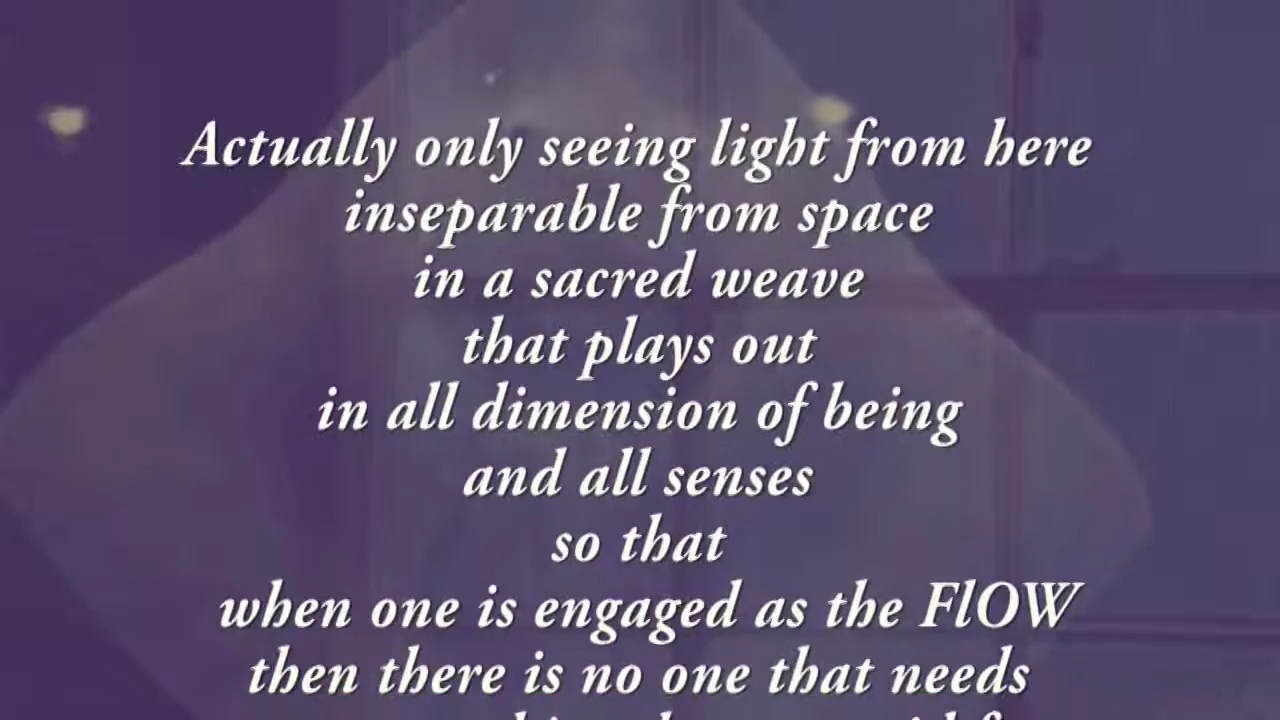 Actually only seeing light from here
inseparable from space
in a sacred weave
that plays out
in all dimension of being
and all senses
so that
when one is engaged as the FlOW
then there is no one that needs